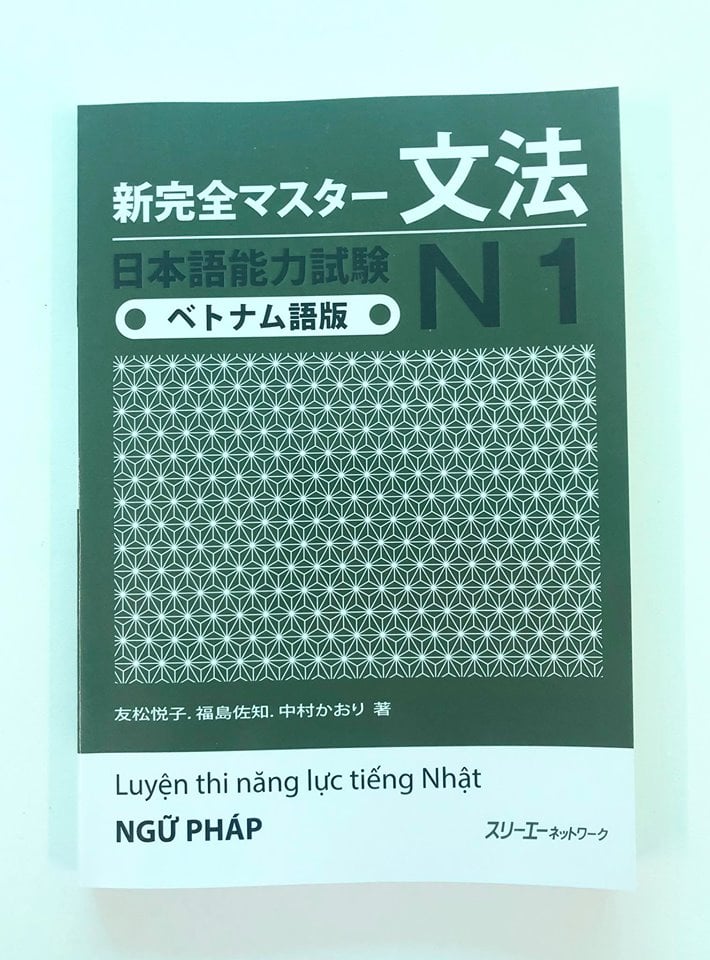 新完全マスター 文法
日本語能力試験 N1
ベトナム語版
友松悦子. 福島佐知. 中村かおり 著
Luyện thi năng lực tiếng Nhật
NGỮ PHÁP
スリーエーネットワーク